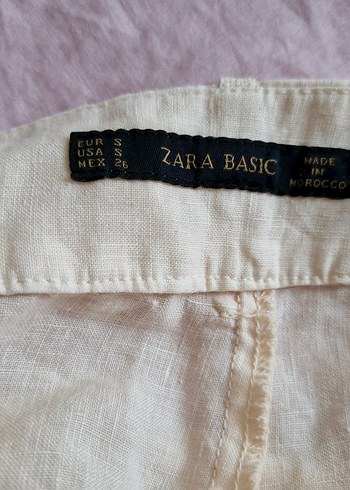 EUR S
USA S
MEX 26
ZARA BASIC
MADE
IN
MOROCCO